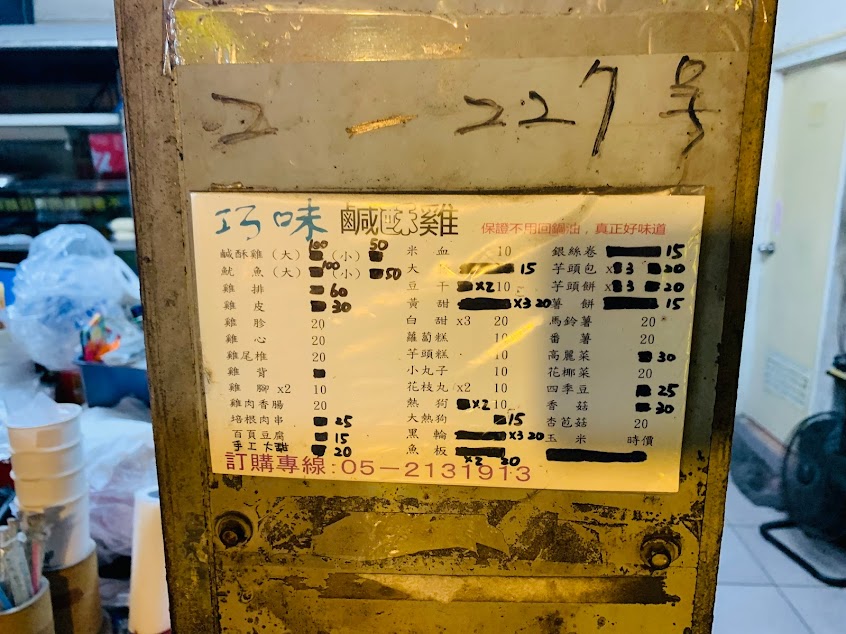 2 - 227号
巧味 鹹酥雞 保證不用回鍋油，真正好味道
鹹酥雞（大）100（小）50
魷魚（大）100（小）50
雞排 60
雞皮 30
雞胗 20
雞心 20
雞尾椎 20
雞背
雞腳 x2 10
雞肉香腸 20
培根肉串 25
百頁豆腐 15
手工大 20
米血 10
大 15
豆干 x2 10
黃甜 x3 20
白甜 x3 20
蘿蔔糕 10
芋頭糕 10
小丸子 10
花枝丸 x2 10
熱狗 x2 10
大熱狗 15
黑輪 x3 20
魚板 x2 20
銀絲卷 15
芋頭包 x3 20
芋頭餅 x3 20
薯餅 15
馬鈴薯 20
番薯 20
高麗菜 30
花椰菜 20
四季豆 25
香菇 30
杏苞菇 20
玉米 時價
訂購專線:05-2131913